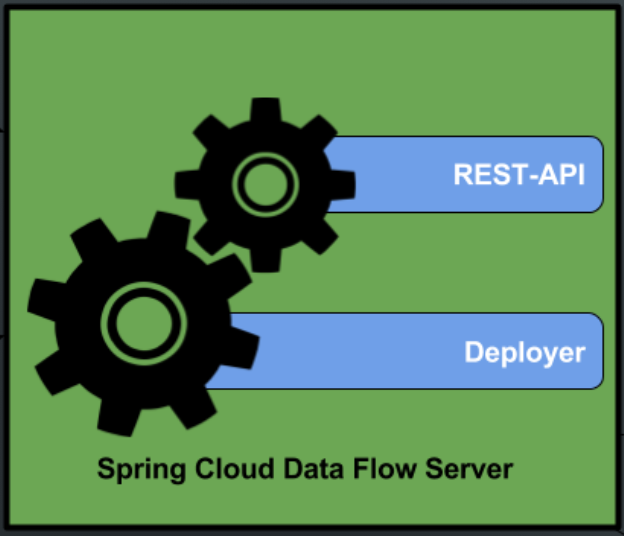 REST-API
Deployer
Spring Cloud Data Flow Server